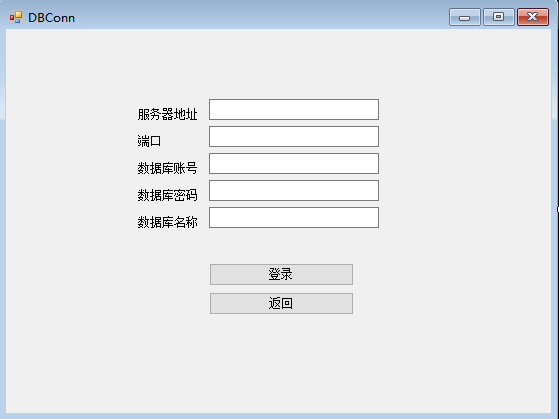 DBConn
服务器地址
端口
数据库账号
数据库密码
数据库名称
登录
返回